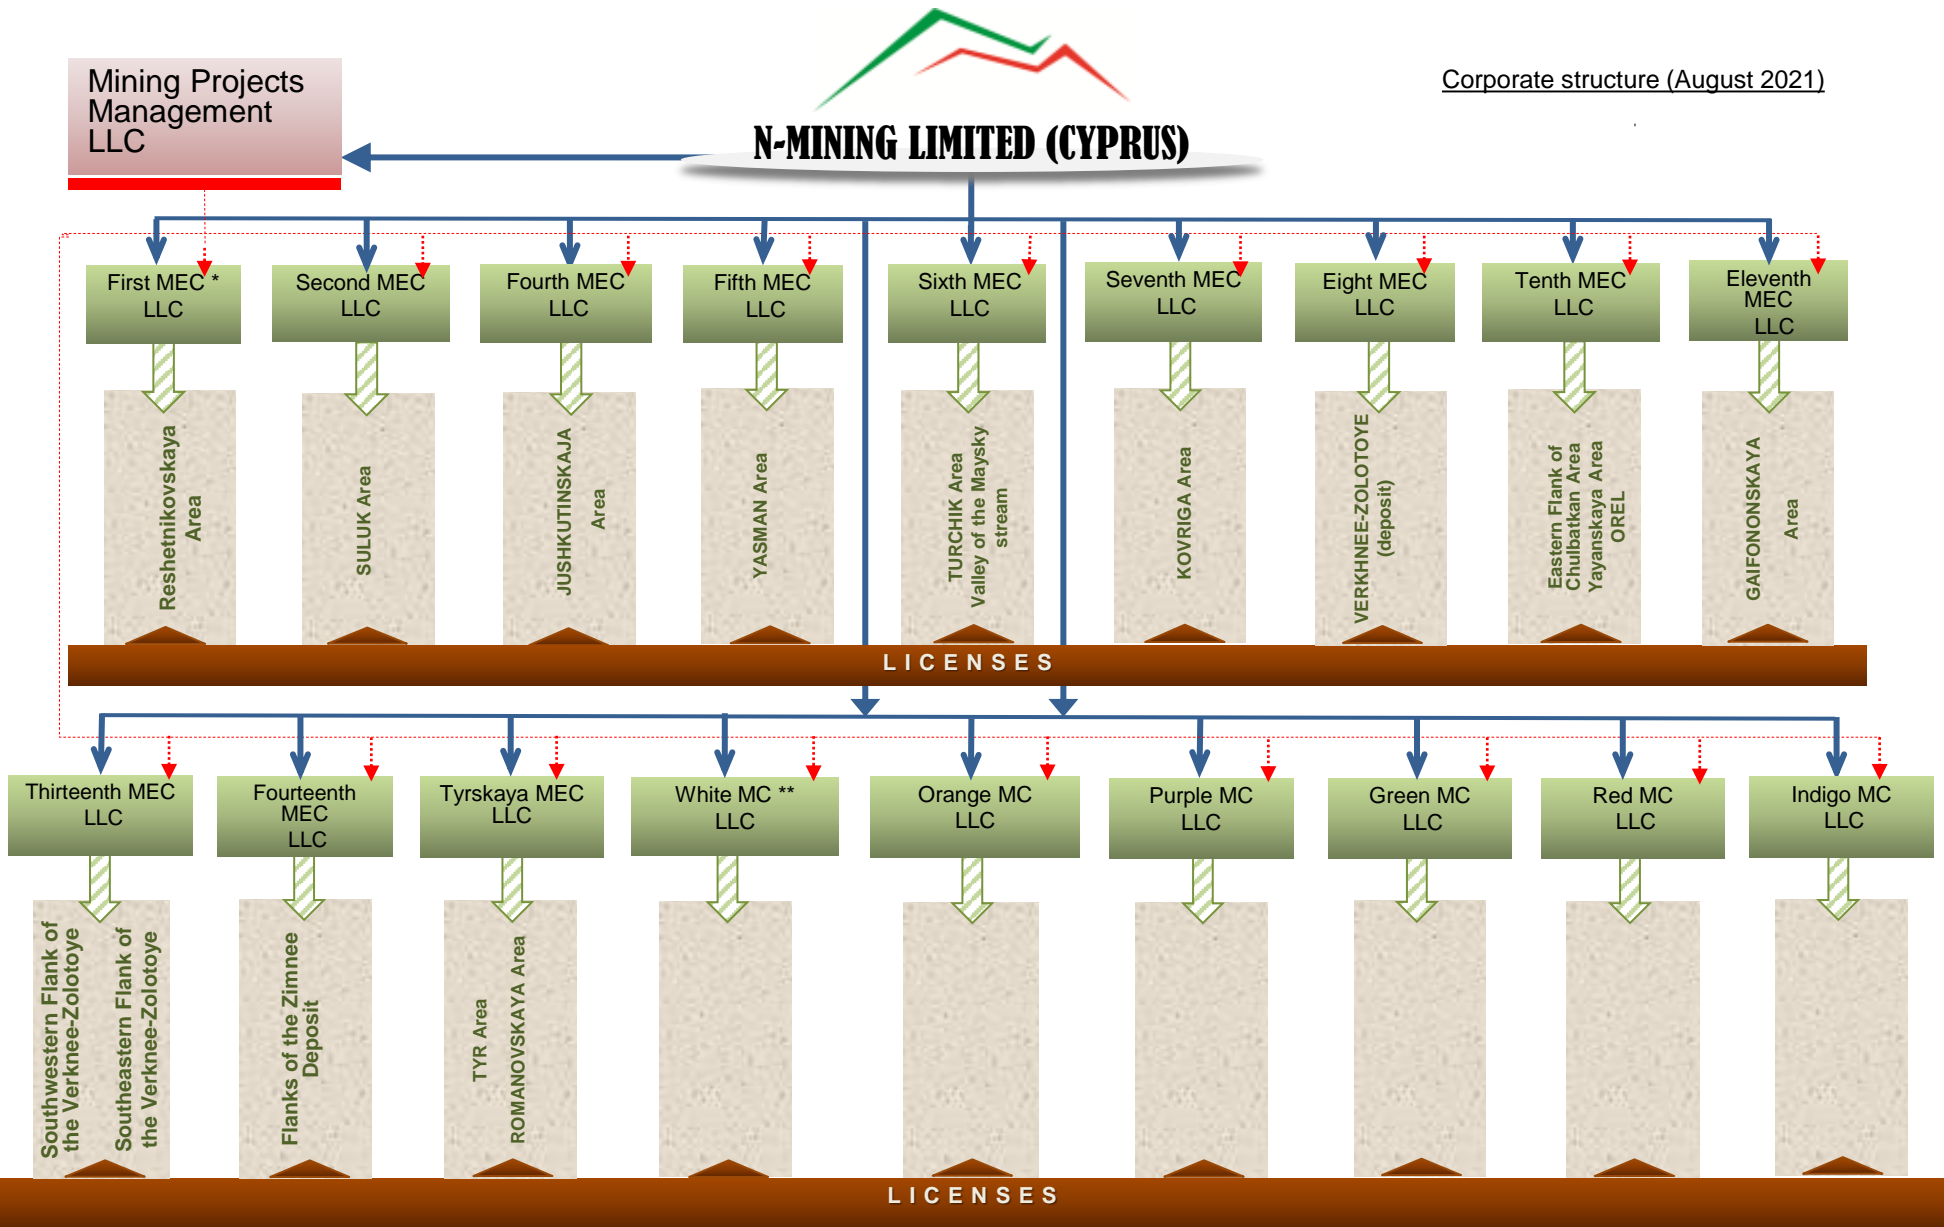 Mining Projects
Management
LLC
N-MINING LIMITED (CYPRUS)
Corporate structure (August 2021)
First MEC *
LLC
Second MEC
LLC
Fourth MEC
LLC
Fifth MEC
LLC
Sixth MEC
LLC
Seventh MEC
LLC
Eight MEC
LLC
Tenth MEC
LLC
Eleventh
MEC
LLC
Reshetnikovskaya
Area
SULUK Area
JUSHKUTINSKAJA
Area
YASMAN Area
TURCHIK Area
Valley of the Maysky
stream
KOVRIGA Area
VERKHNEE-ZOLOTOYE
(deposit)
Eastern Flank of
Chulbatkan Area
Yayanskaya Area
OREL
GAIFONONSKAYA
Area
LICENSES
Thirteenth MEC
LLC
Fourteenth
MEC
LLC
Tyrskaya MEC
LLC
White MC **
LLC
Orange MC
LLC
Purple MC
LLC
Green MC
LLC
Red MC
LLC
Indigo MC
LLC
Southwestern Flank of
the Verknee-Zolotoye
Southeastern Flank of
the Verknee-Zolotoye
Flanks of the Zimnee
Deposit
TYR Area
ROMANOVSKAYA Area
LICENSES